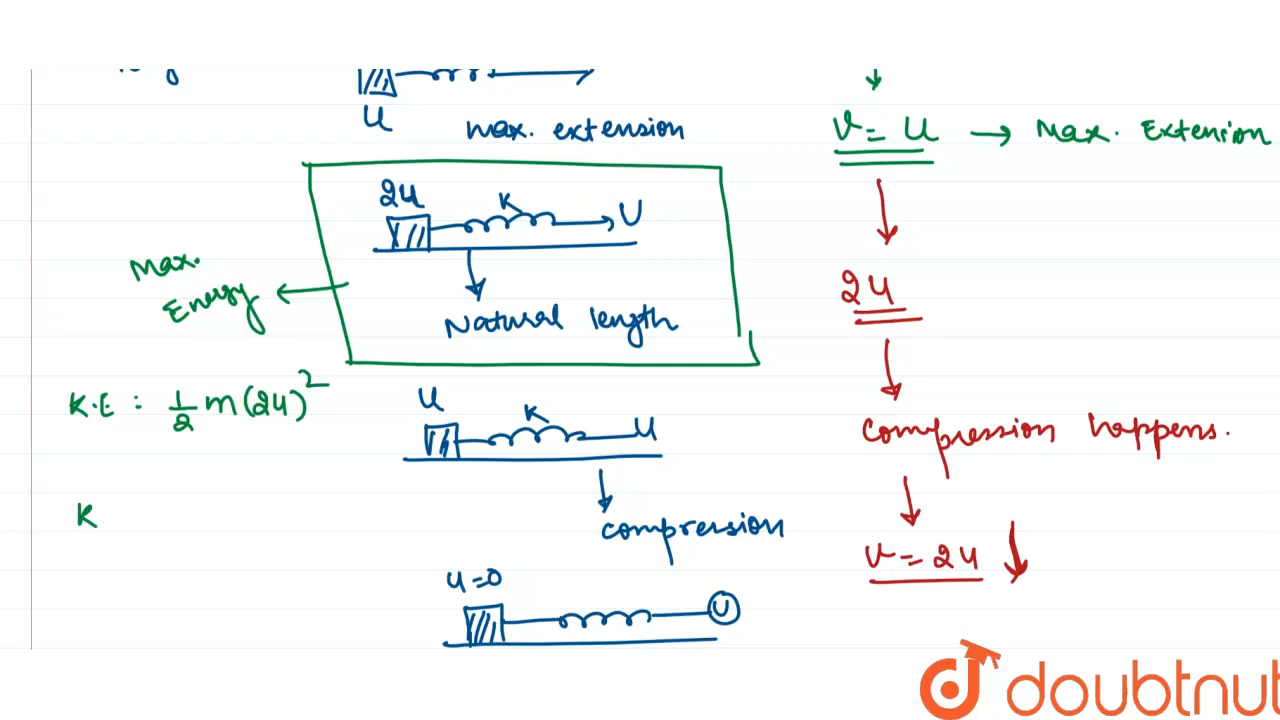 U
max. extension
v = u → Max. Extension
2u
K
U
Natural length
Max.
Energy
2u
K.E : 1/2 m(2u)²
u
K
u
compression
compression happens.
K
v = 2u ↓
u = 0
U
doubtnut